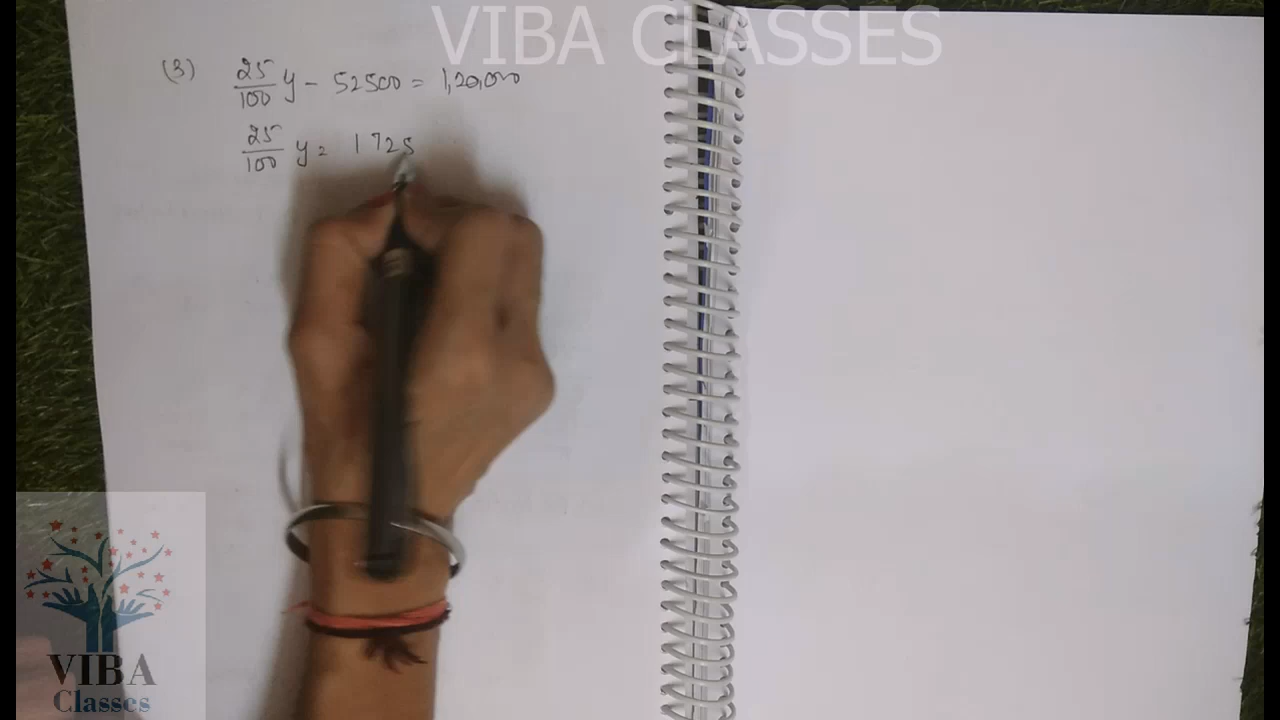 VIBA CLASSES
(3) 25/100 y - 52500 = 1,20,000
25/100 y = 1725
VIBA
Classes